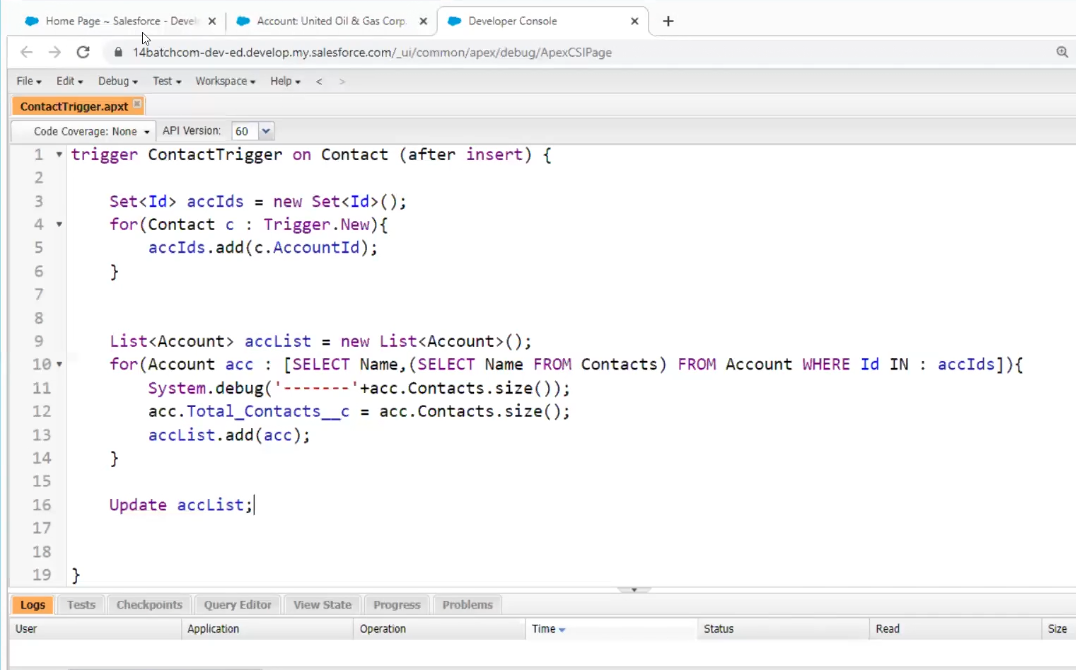 Home Page ~ Salesforce - Devel
Account: United Oil & Gas Corp.
Developer Console
14batchcom-dev-ed.develop.my.salesforce.com/_ui/common/apex/debug/ApexCSIPage
File Edit Debug Test Workspace Help < >
ContactTrigger.apxt
Code Coverage: None API Version: 60
1 trigger ContactTrigger on Contact (after insert) {
2
3 Set<Id> accIds = new Set<Id>();
4 for(Contact c : Trigger.New){
5 accIds.add(c.AccountId);
6 }
7
8
9 List<Account> accList = new List<Account>();
10 for(Account acc : [SELECT Name,(SELECT Name FROM Contacts) FROM Account WHERE Id IN : accIds]){
11 System.debug('-------'+acc.Contacts.size());
12 acc.Total_Contacts__c = acc.Contacts.size();
13 accList.add(acc);
14 }
15
16 Update accList;
17
18
19 }
Logs Tests Checkpoints Query Editor View State Progress Problems
User Application Operation Time Status Read Size